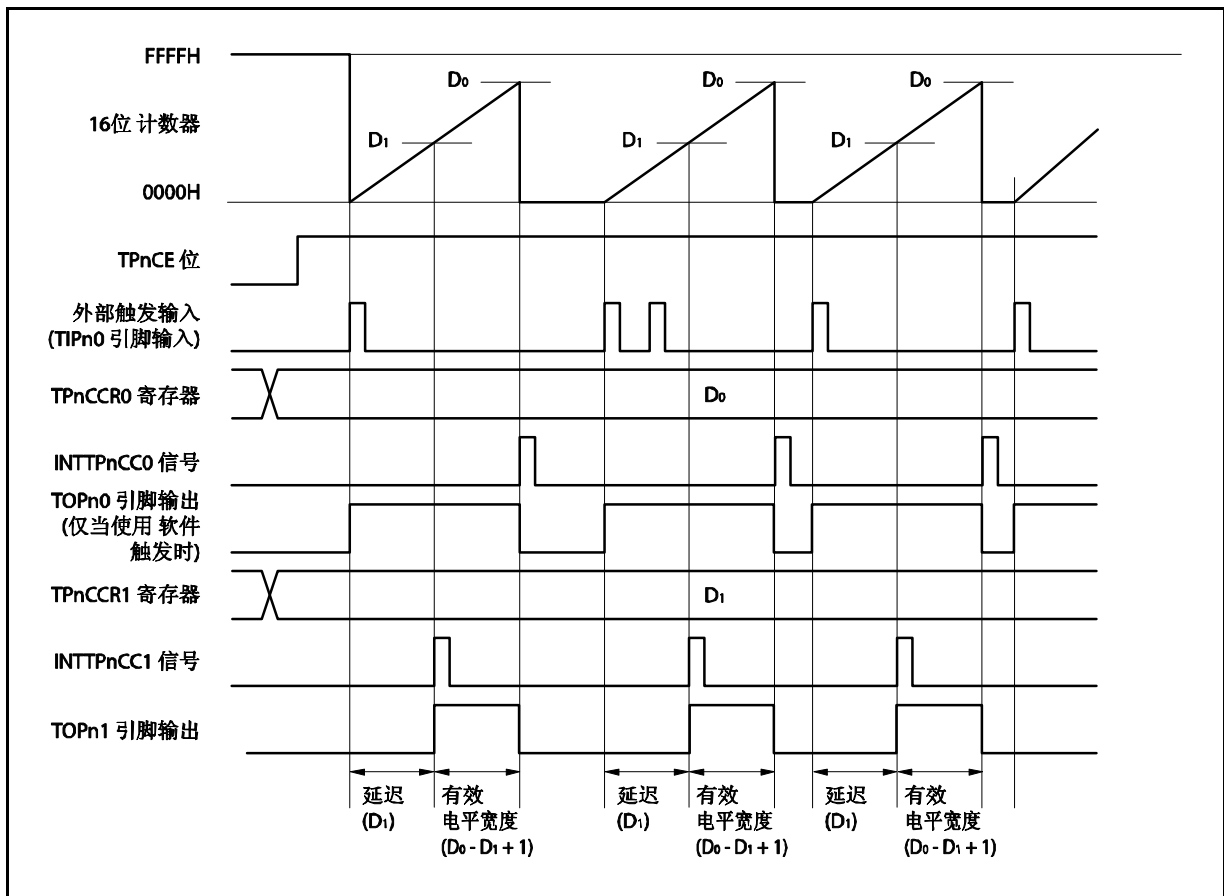 FFFFH
D₀ D₀ D₀
16位 计数器
D₁ D₁ D₁
0000H
TPnCE 位
外部触发输入
(TIPn0 引脚输入)
TPnCCR0 寄存器
D₀
INTTPnCC0 信号
TOPn0 引脚输出
(仅当使用 软件
触发时)
TPnCCR1 寄存器
D₁
INTTPnCC1 信号
TOPn1 引脚输出
延迟 有效 延迟 有效 延迟 有效
(D₁) 电平宽度 (D₁) 电平宽度 (D₁) 电平宽度
(D₀ - D₁ + 1) (D₀ - D₁ + 1) (D₀ - D₁ + 1)